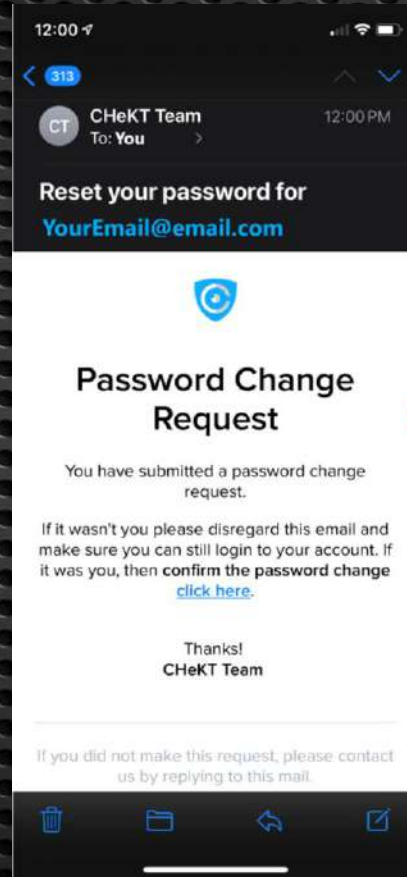 12:00
313
CT
CHeKT Team
12:00 PM
To: You
Reset your password for
YourEmail@email.com
Password Change
Request
You have submitted a password change
request.
If it wasn't you please disregard this email and
make sure you can still login to your account. If
it was you, then confirm the password change
click here.
Thanks!
CHeKT Team
If you did not make this request, please contact
us by replying to this mail.